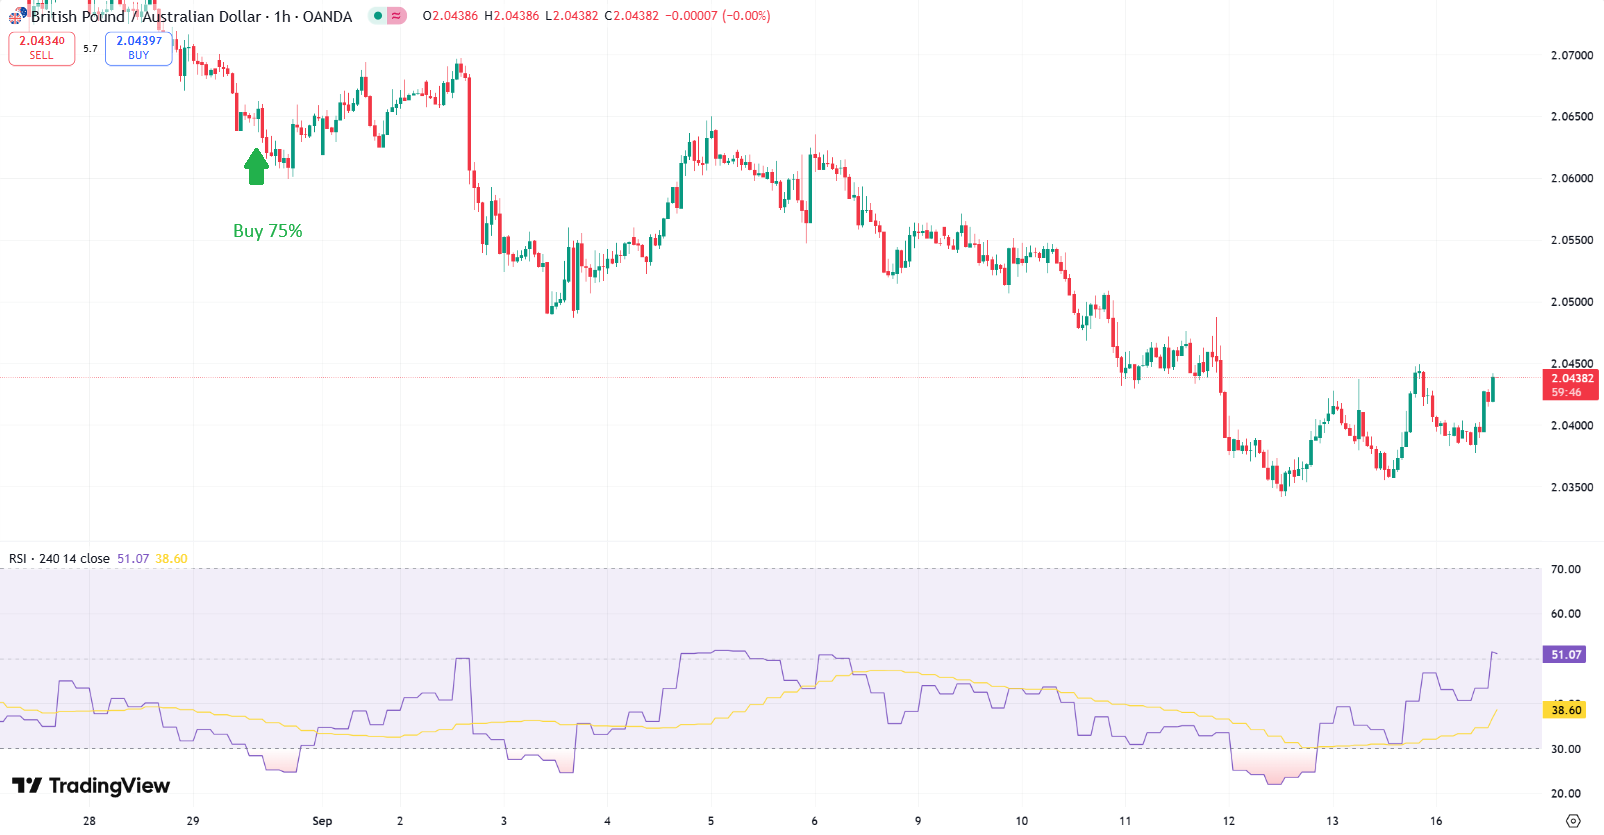 British Pound / Australian Dollar · 1h · OANDA ≈ O2.04386 H2.04386 L2.04382 C2.04382 −0.00007 (−0.00%)
2.04340 5.7 2.04397
SELL BUY
2.07000
2.06500
Buy 75%
2.06000
2.05500
2.05000
2.04500
2.04382
59:46
2.04000
2.03500
RSI · 240 14 close 51.07 38.60
70.00
60.00
51.07
38.60
30.00
20.00
TradingView
28 29 Sep 2 3 4 5 6 9 10 11 12 13 16